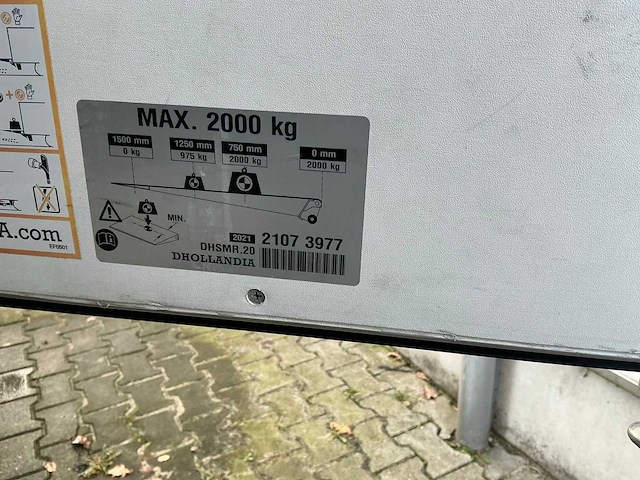 MAX. 2000 kg
1500 mm 1250 mm 750 mm 0 mm
0 kg 975 kg 2000 kg 2000 kg
MIN.
2021 2107 3977
DHSMR.20
DHOLLANDIA
A.com
EF0501